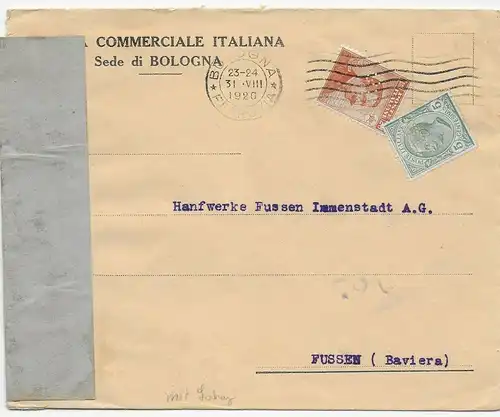 A COMMERCIALE ITALIANA
Sede di BOLOGNA
BOLOGNA
23-24
31 · VIII
1920
Hanfwerke Fussen Immenstadt A.G.
FUSSEN ( Baviera)